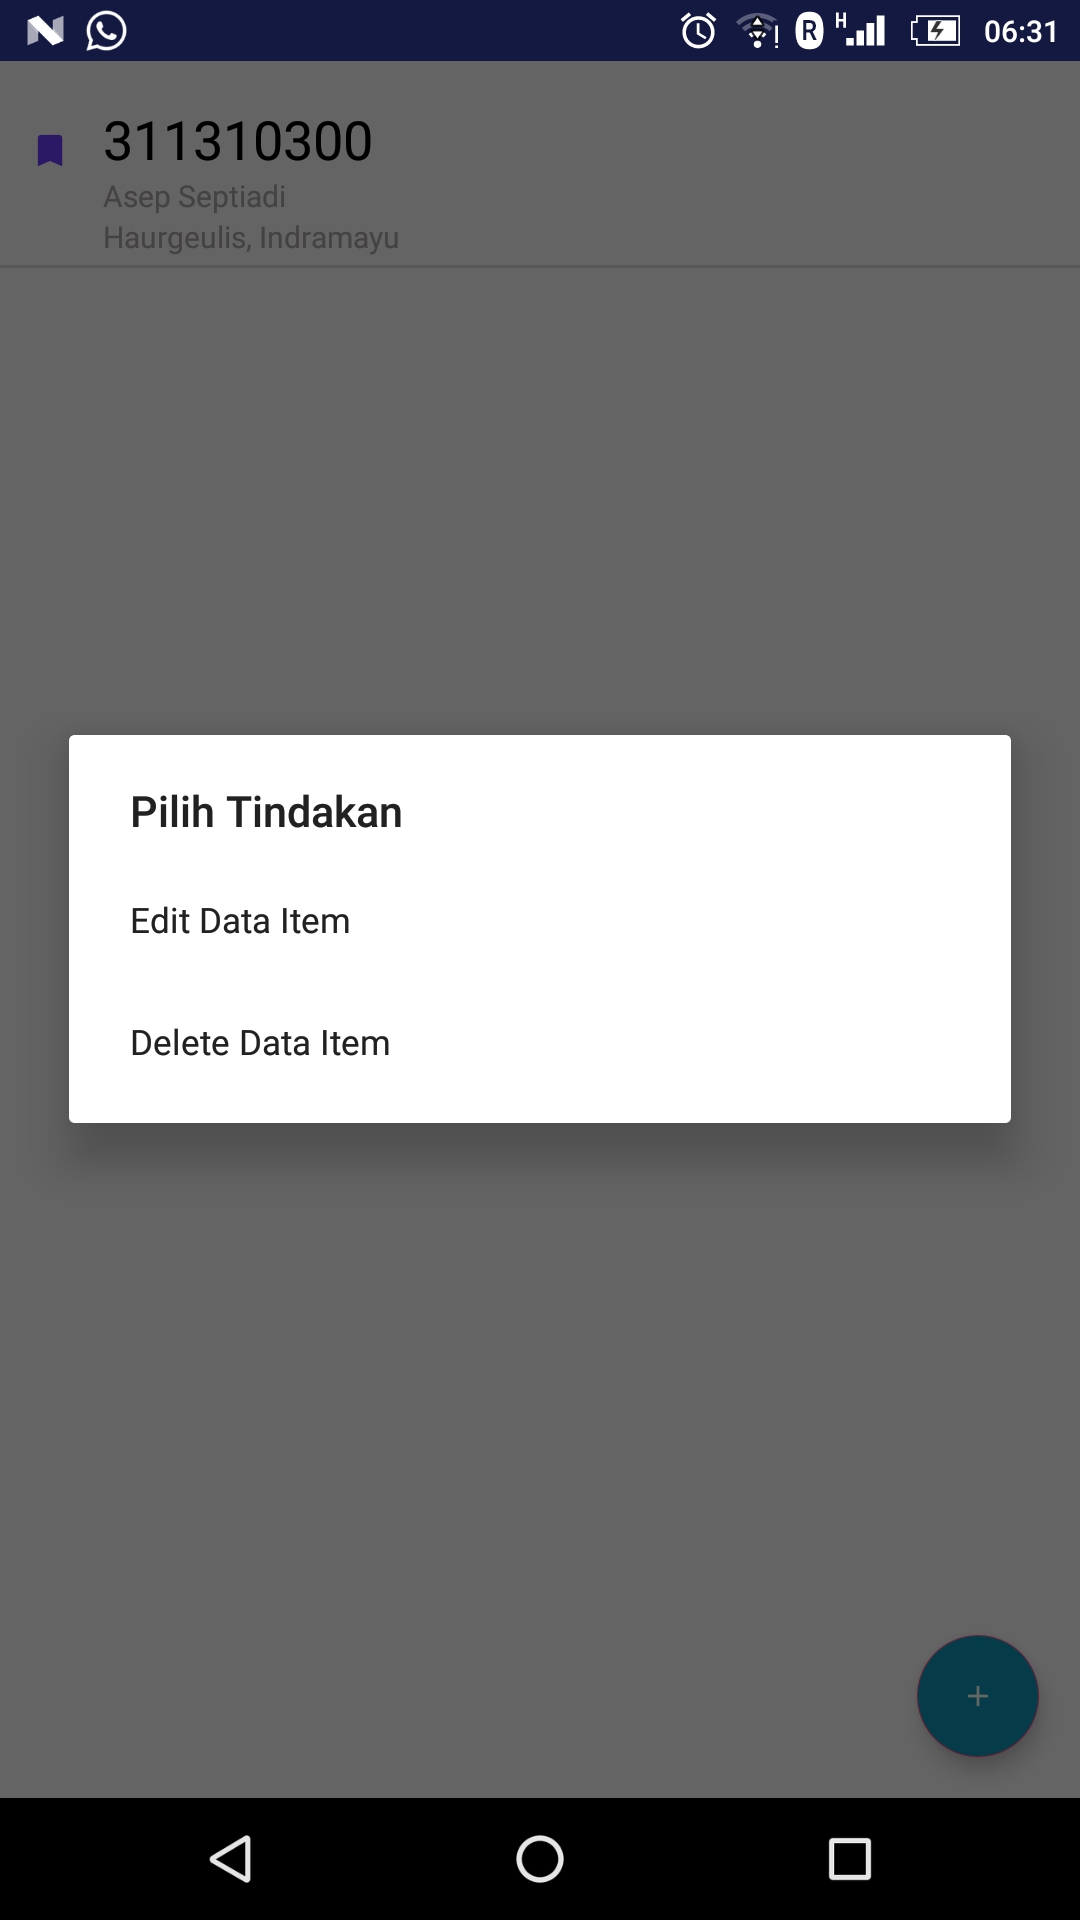 R H 06:31
311310300
Asep Septiadi
Haurgeulis, Indramayu
Pilih Tindakan
Edit Data Item
Delete Data Item
+